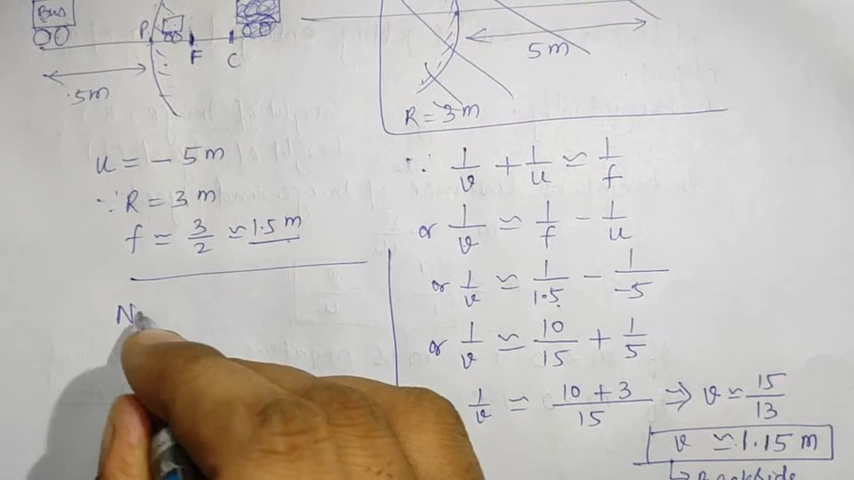 Bus
P
F
C
5m
5m
R = 3m
u = - 5m
∵ R = 3 m
f ≈ 3/2 ≈ 1.5 m
N
∵ 1/v + 1/u ≈ 1/f
or 1/v ≈ 1/f - 1/u
or 1/v ≈ 1/1.5 - 1/-5
or 1/v ≈ 10/15 + 1/5
1/v ≈ 10 + 3/15 ⇒ v ≈ 15/13
v ≈ 1.15 m
↳ Backside